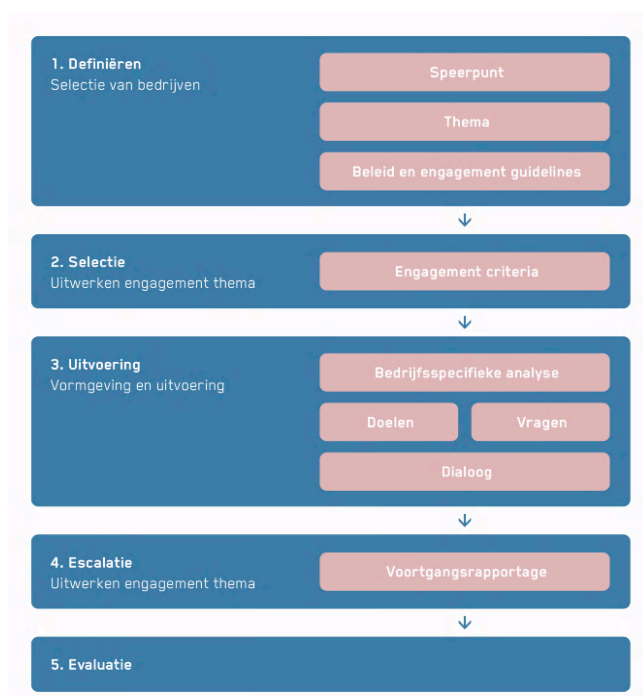 1. Definiëren
Selectie van bedrijven
Speerpunt
Thema
Beleid en engagement guidelines
2. Selectie
Uitwerken engagement thema
Engagement criteria
3. Uitvoering
Vormgeving en uitvoering
Bedrijfsspecifieke analyse
Doelen
Vragen
Dialoog
4. Escalatie
Uitwerken engagement thema
Voortgangsrapportage
5. Evaluatie